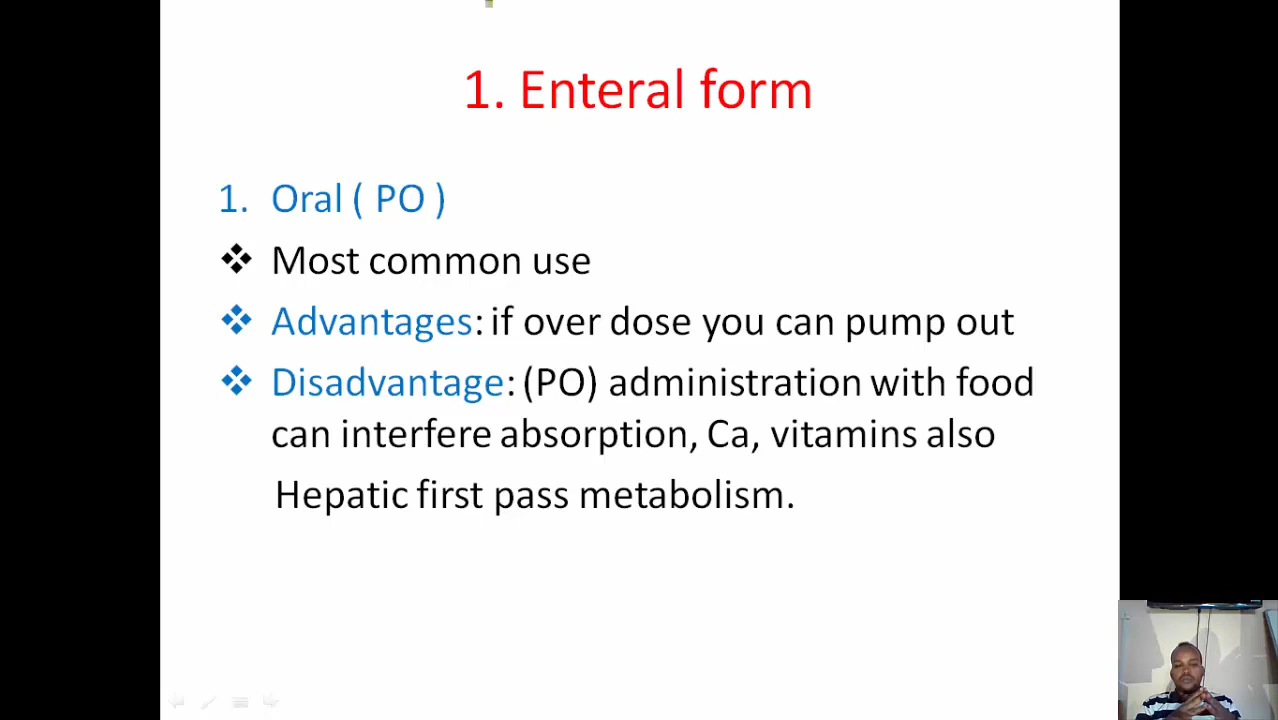 1. Enteral form
1. Oral ( PO )
❖ Most common use
❖ Advantages: if over dose you can pump out
❖ Disadvantage: (PO) administration with food
can interfere absorption, Ca, vitamins also
Hepatic first pass metabolism.